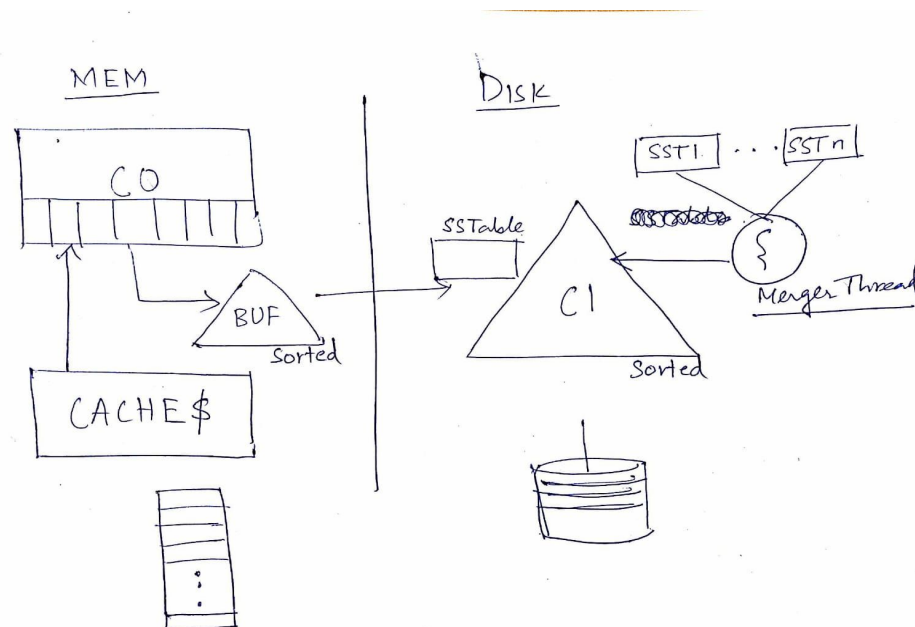 MEM
DISK
SST1 ... SSTn
C0
SSTable
BUF
C1
Merger Thread
Sorted
Sorted
CACHE$